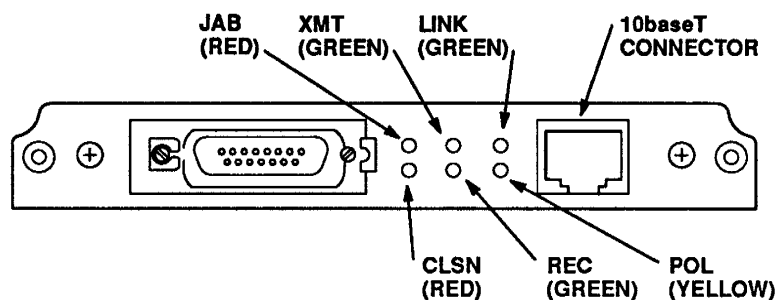 JAB
(RED)
XMT
(GREEN)
LINK
(GREEN)
10baseT
CONNECTOR
CLSN
(RED)
REC
(GREEN)
POL
(YELLOW)